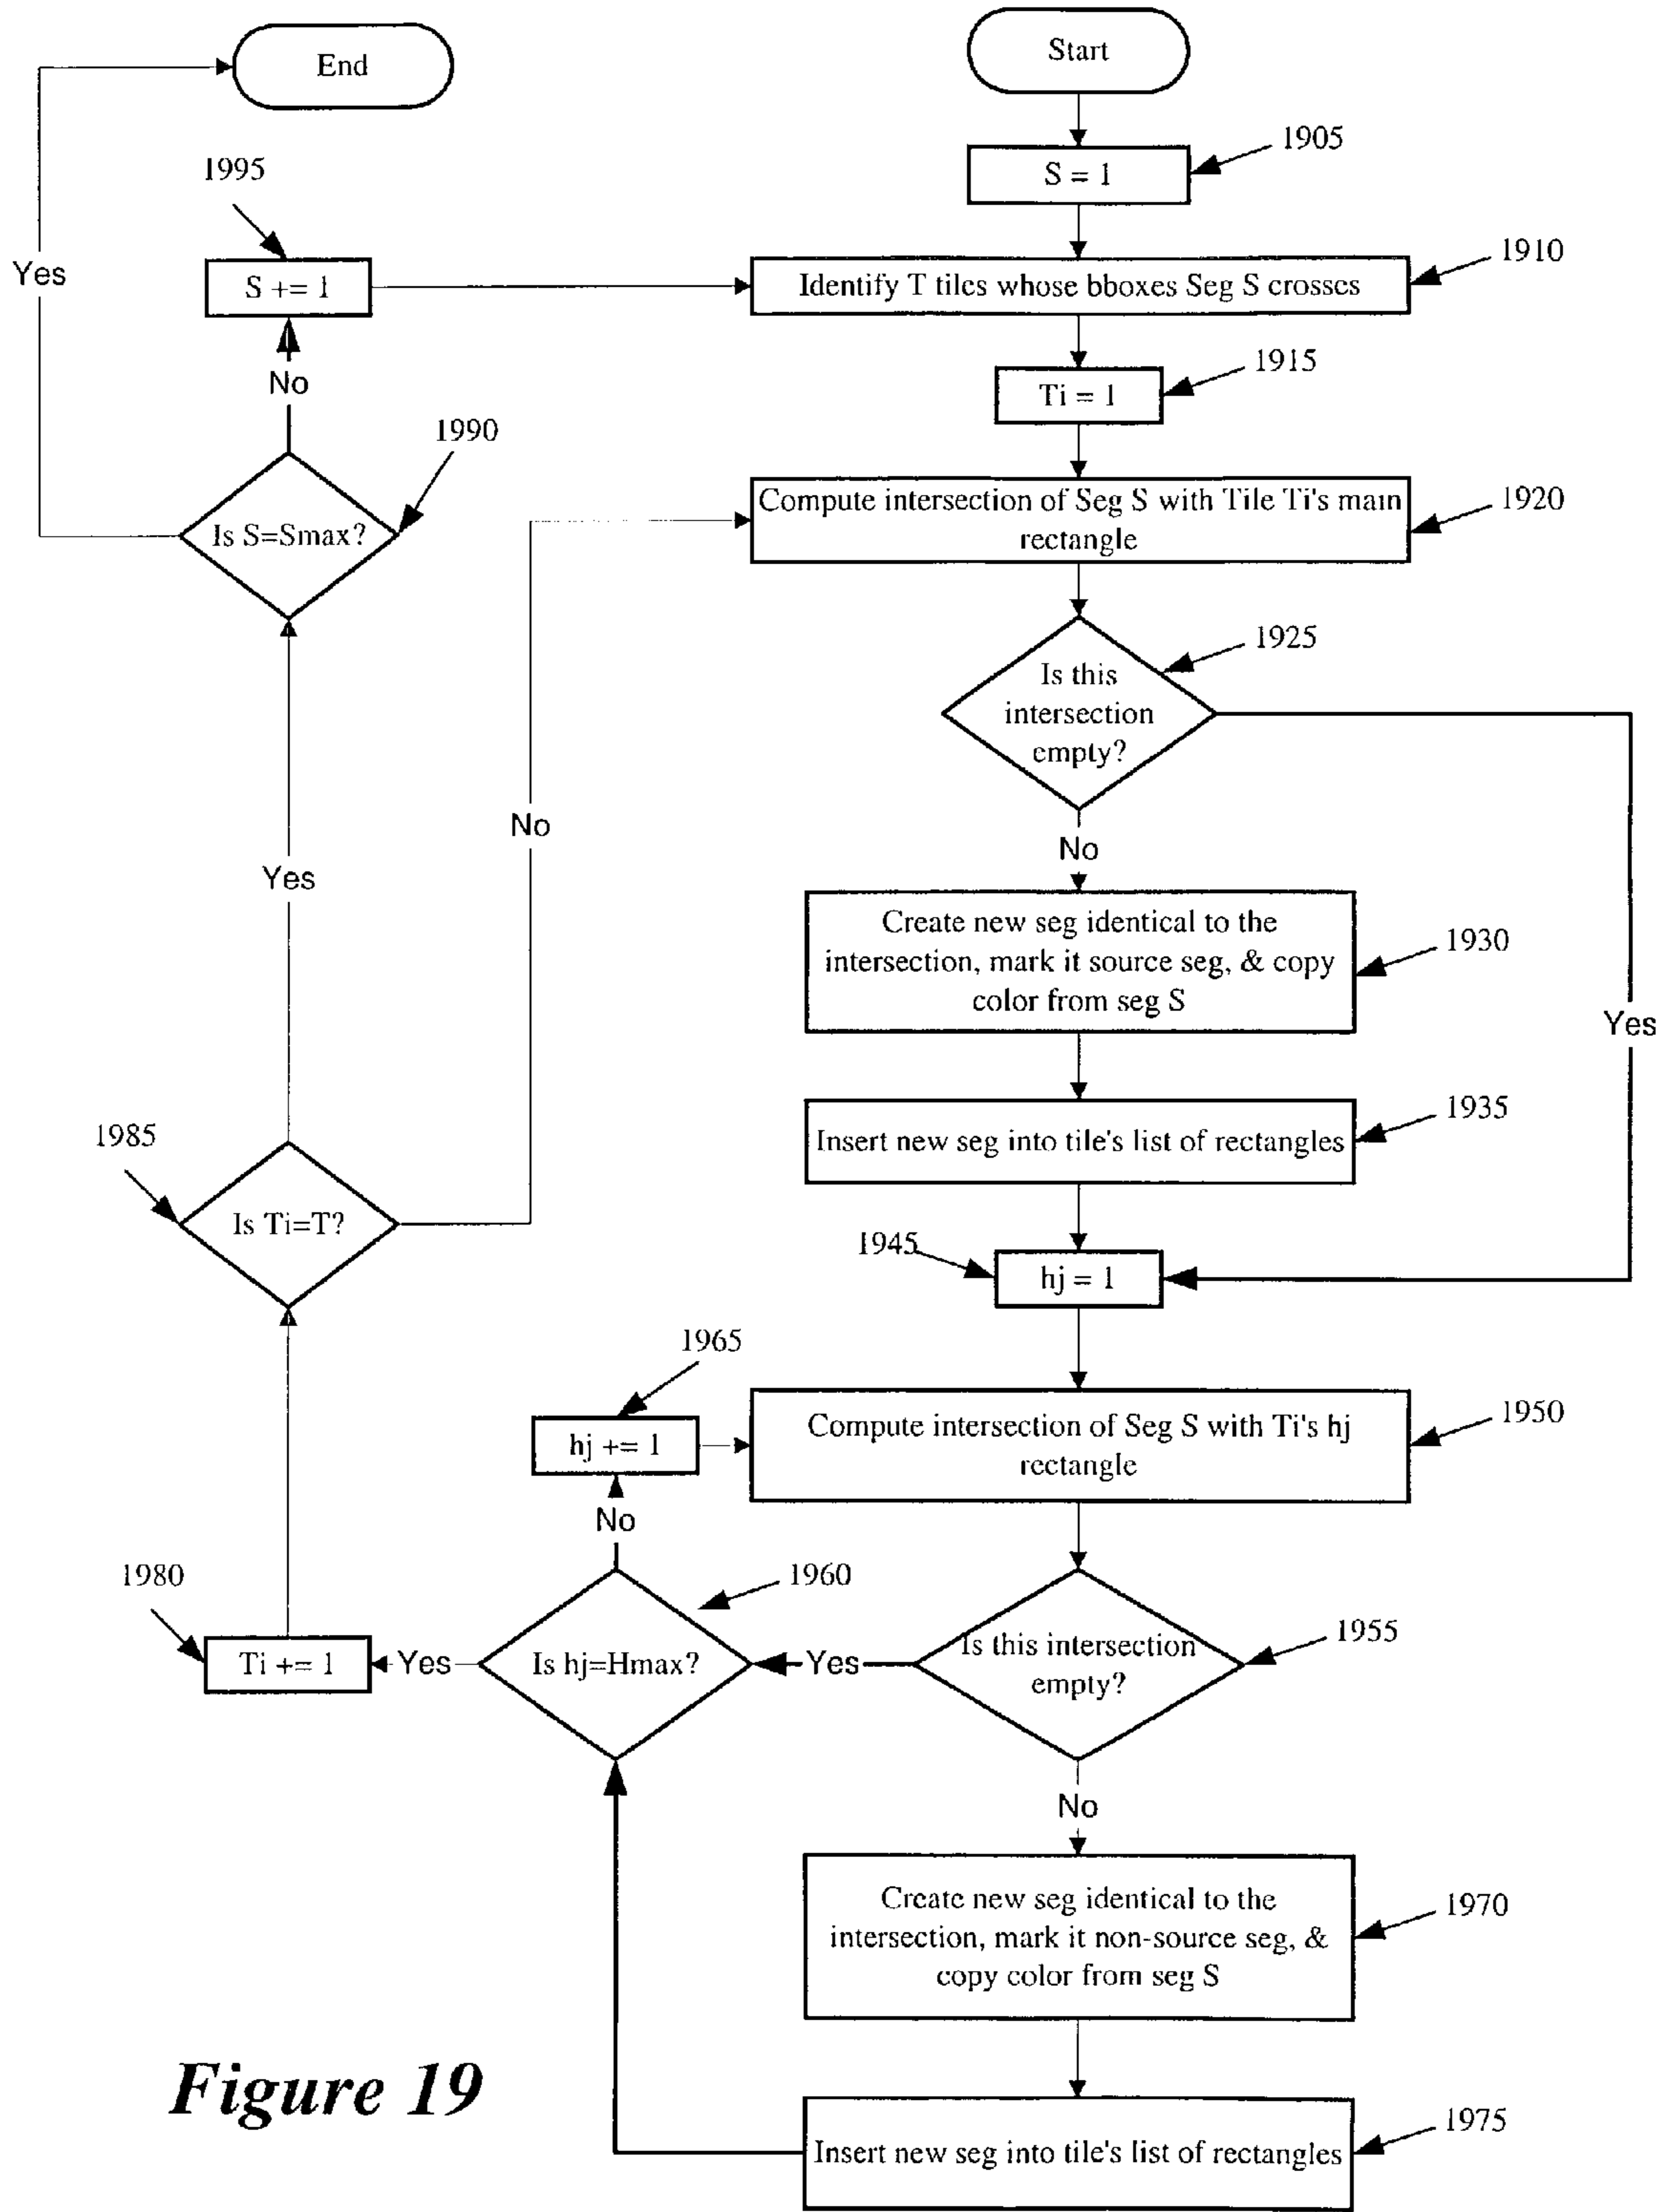 End
Start
1905
S = 1
1995
Yes
S += 1
Identify T tiles whose bboxes Seg S crosses
1910
No
Ti = 1
1915
1990
Is S=Smax?
Compute intersection of Seg S with Tile Ti's main
rectangle
1920
Is this
intersection
empty?
1925
No
Yes
No
Create new seg identical to the
intersection, mark it source seg, & copy
color from seg S
1930
Yes
1985
Is Ti=T?
Insert new seg into tile's list of rectangles
1935
1945
hj = 1
1965
hj += 1
Compute intersection of Seg S with Ti's hj
rectangle
1950
No
1980
Ti += 1
Yes
Is hj=Hmax?
1960
Yes
Is this intersection
empty?
1955
No
Create new seg identical to the
intersection, mark it non-source seg, &
copy color from seg S
1970
Insert new seg into tile's list of rectangles
1975
Figure 19